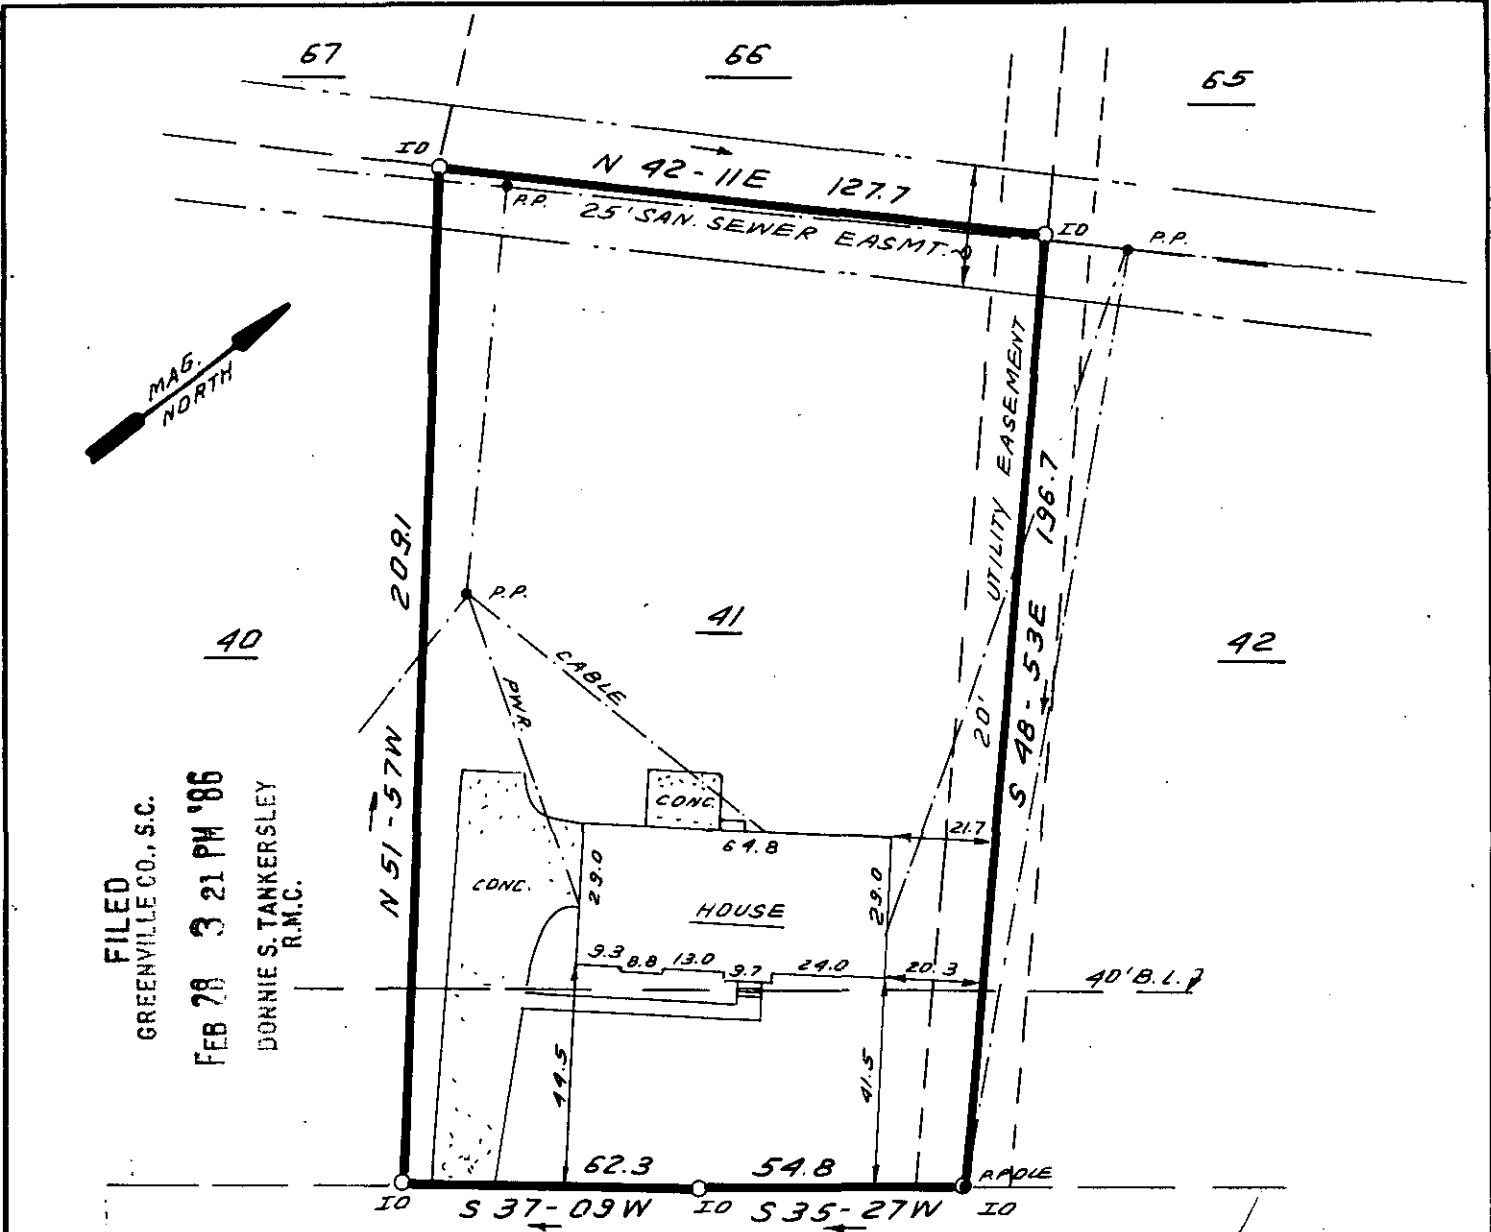 67
66
65
IO
N 42-11E 127.7
P.P.
25' SAN. SEWER EASMT.
IO
P.P.
MAG.
NORTH
UTILITY EASEMENT
20'
S 48-53E 196.7
209.1
N 51-57W
P.P.
40
41
42
CABLE
PWR.
CONC.
CONC.
64.8
21.7
29.0
HOUSE
29.0
9.3 8.8 13.0 9.7 24.0
20.3
40' B.L.
44.5
41.5
62.3
54.8
IO
S 37-09W
IO
S 35-27W
IO
FILED
GREENVILLE CO., S.C.
FEB 28 3 21 PM '86
DONNIE S. TANKERSLEY
R.M.C.